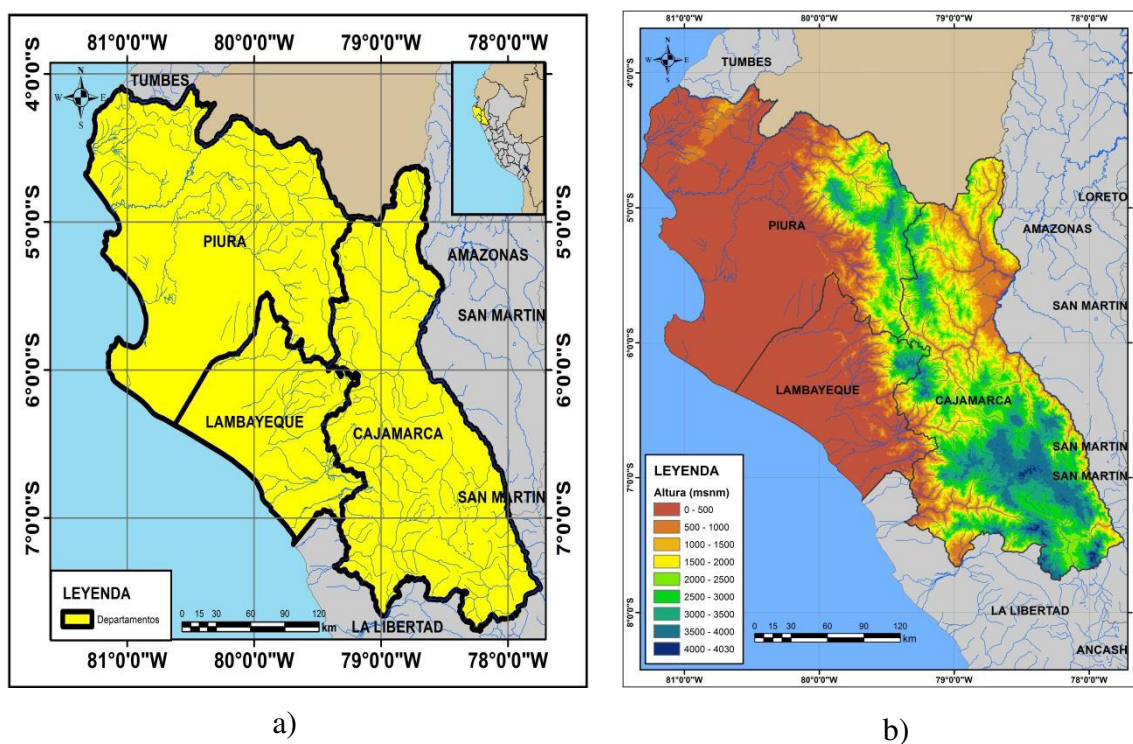 81°0'0"W 80°0'0"W 79°0'0"W 78°0'0"W
4°0'0"S
5°0'0"S
6°0'0"S
7°0'0"S
N
W E
S
TUMBES
PIURA
AMAZONAS
SAN MARTIN
LAMBAYEQUE
CAJAMARCA
SAN MARTIN
LA LIBERTAD
LEYENDA
Departamentos
0 15 30 60 90 120
km
81°0'0"W 80°0'0"W 79°0'0"W 78°0'0"W
a)
81°0'0"W 80°0'0"W 79°0'0"W 78°0'0"W
4°0'0"S
5°0'0"S
6°0'0"S
7°0'0"S
8°0'0"S
N
W E
S
TUMBES
LORETO
PIURA
AMAZONAS
SAN MARTIN
LAMBAYEQUE
CAJAMARCA
SAN MARTIN
SAN MARTIN
LA LIBERTAD
ANCASH
LEYENDA
Altura (msnm)
0 - 500
500 - 1000
1000 - 1500
1500 - 2000
2000 - 2500
2500 - 3000
3000 - 3500
3500 - 4000
4000 - 4030
0 15 30 60 90 120
km
81°0'0"W 80°0'0"W 79°0'0"W 78°0'0"W
b)